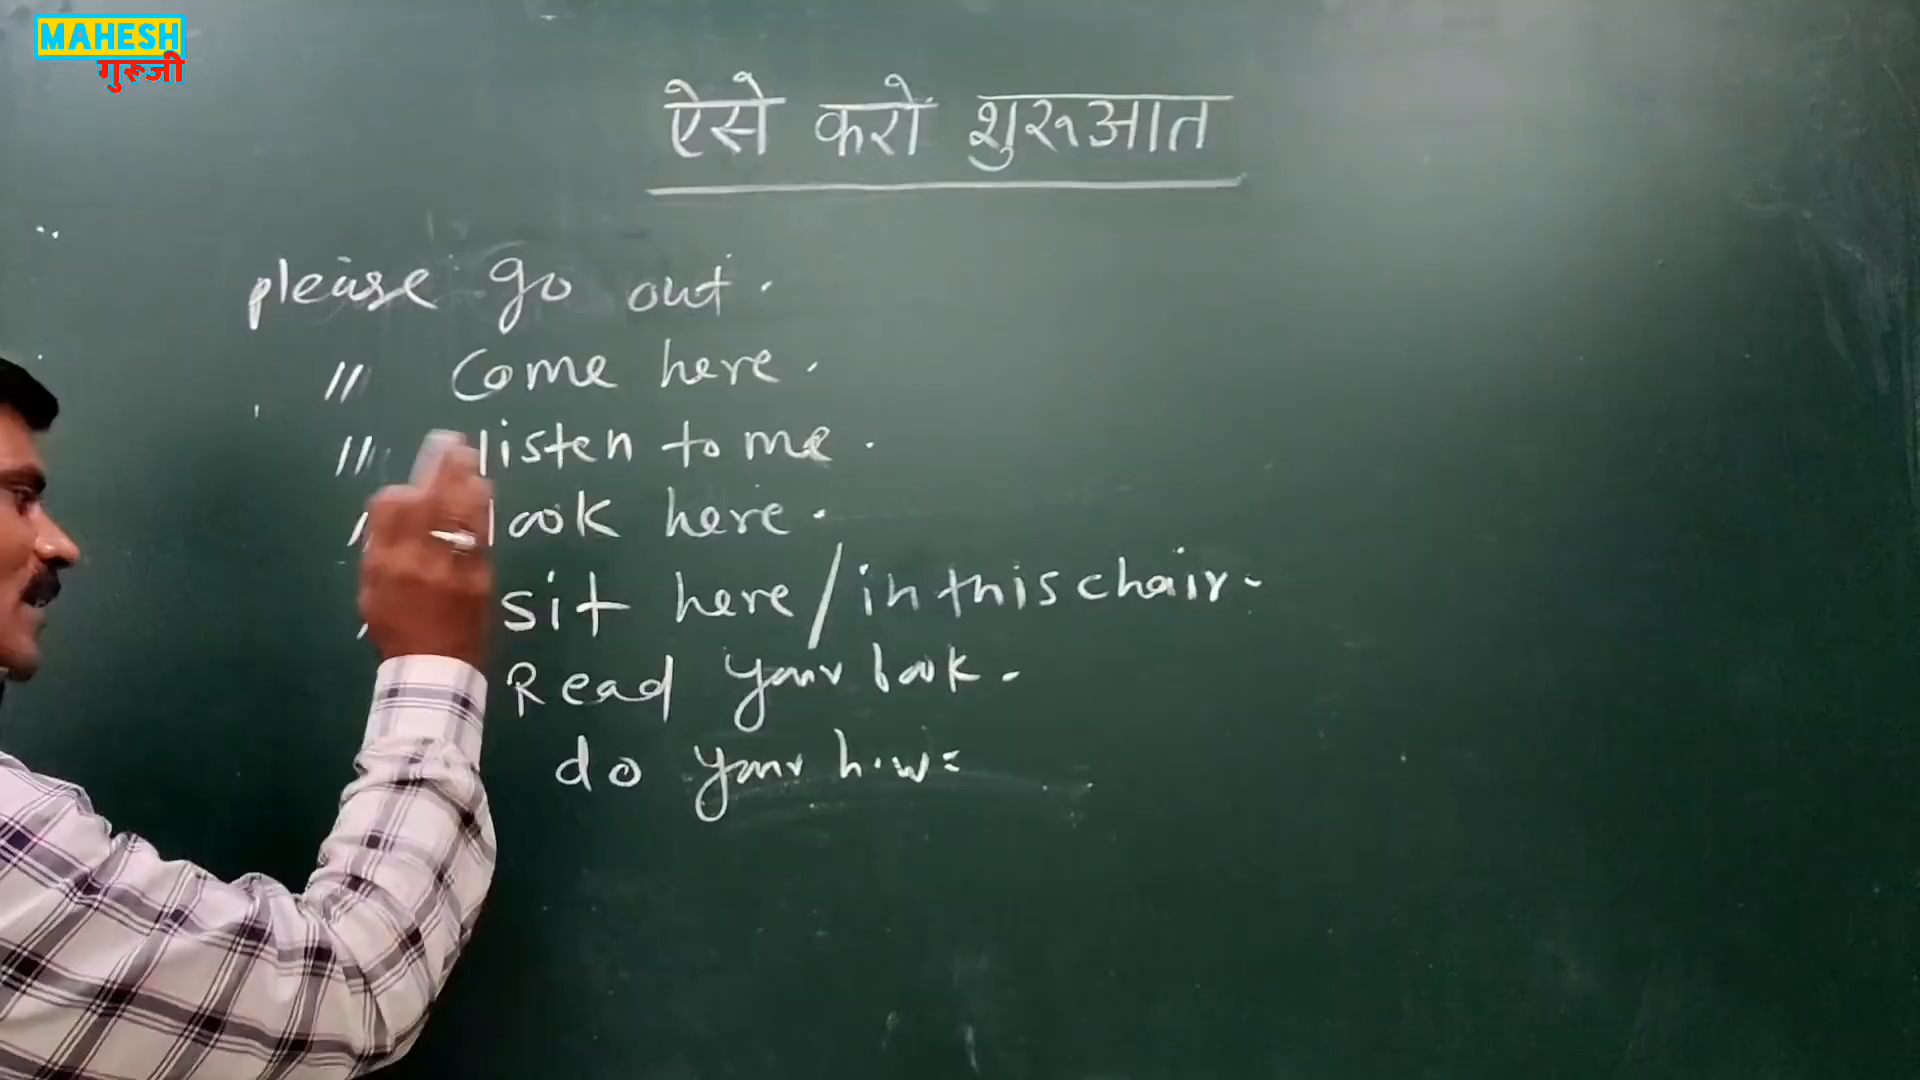 MAHESH
गुरूजी
ऐसे करों शुरूआत
please go out.
" Come here.
" listen to me.
" look here.
sit here/in this chair.
Read your book.
do your h.w.